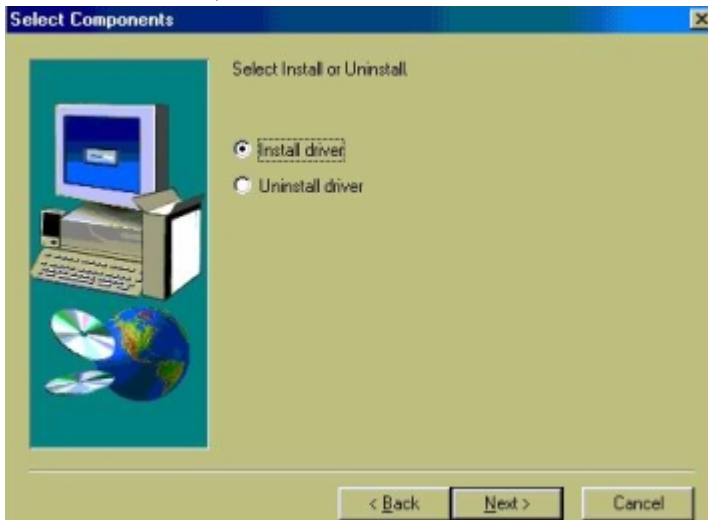 Select Components
Select Install or Uninstall.
Install driver
Uninstall driver
< Back
Next >
Cancel